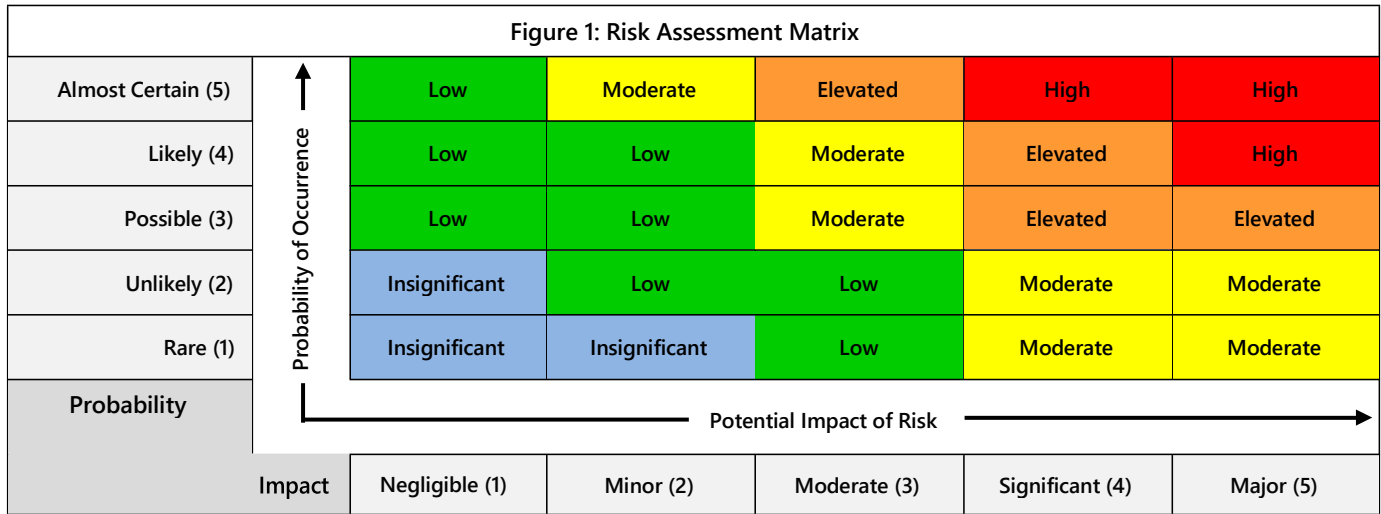 Figure 1: Risk Assessment Matrix
Almost Certain (5) Low Moderate Elevated High High
Likely (4) Low Low Moderate Elevated High
Possible (3) Low Low Moderate Elevated Elevated
Unlikely (2) Insignificant Low Low Moderate Moderate
Rare (1) Insignificant Insignificant Low Moderate Moderate
Probability of Occurrence
Probability
Potential Impact of Risk
Impact Negligible (1) Minor (2) Moderate (3) Significant (4) Major (5)